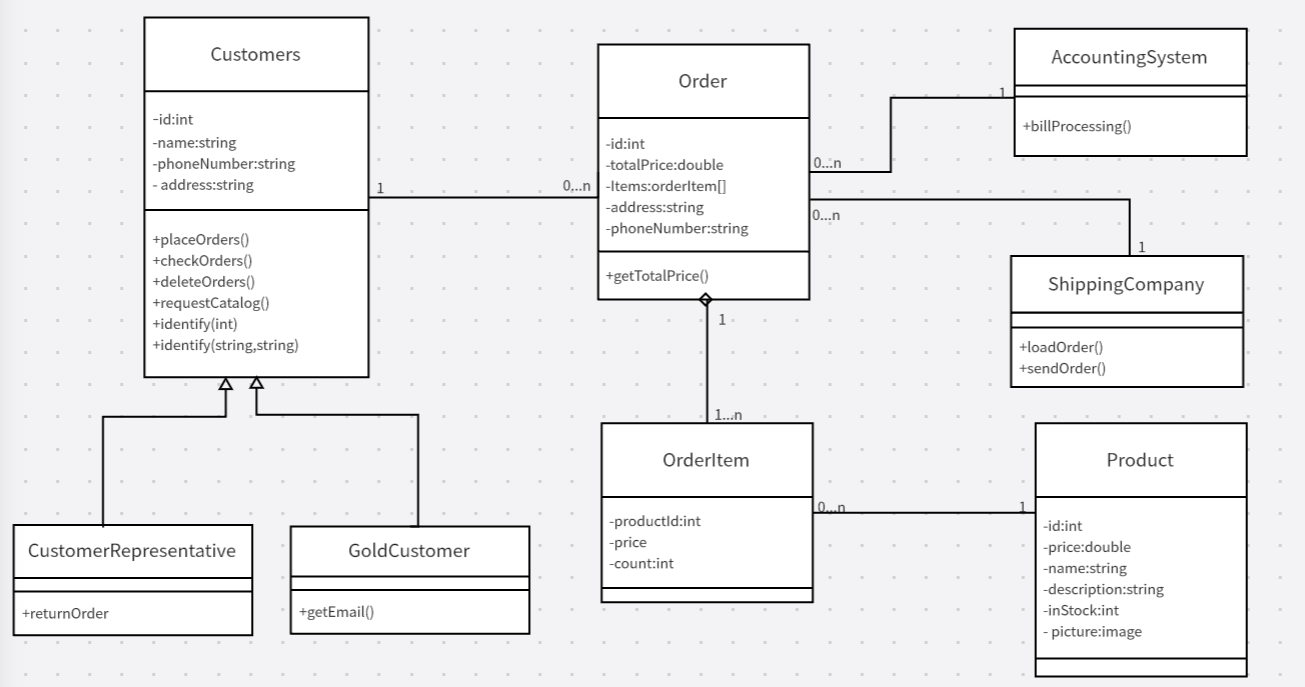 Customers
-id:int
-name:string
-phoneNumber:string
- address:string
+placeOrders()
+checkOrders()
+deleteOrders()
+requestCatalog()
+identify(int)
+identify(string,string)
1
0...n
Order
-id:int
-totalPrice:double
-Items:orderItem[]
-address:string
-phoneNumber:string
+getTotalPrice()
0...n
1
AccountingSystem
+billProcessing()
0...n
1
ShippingCompany
+loadOrder()
+sendOrder()
1
1...n
CustomerRepresentative
+returnOrder
GoldCustomer
+getEmail()
OrderItem
-productId:int
-price
-count:int
0...n
1
Product
-id:int
-price:double
-name:string
-description:string
-inStock:int
- picture:image